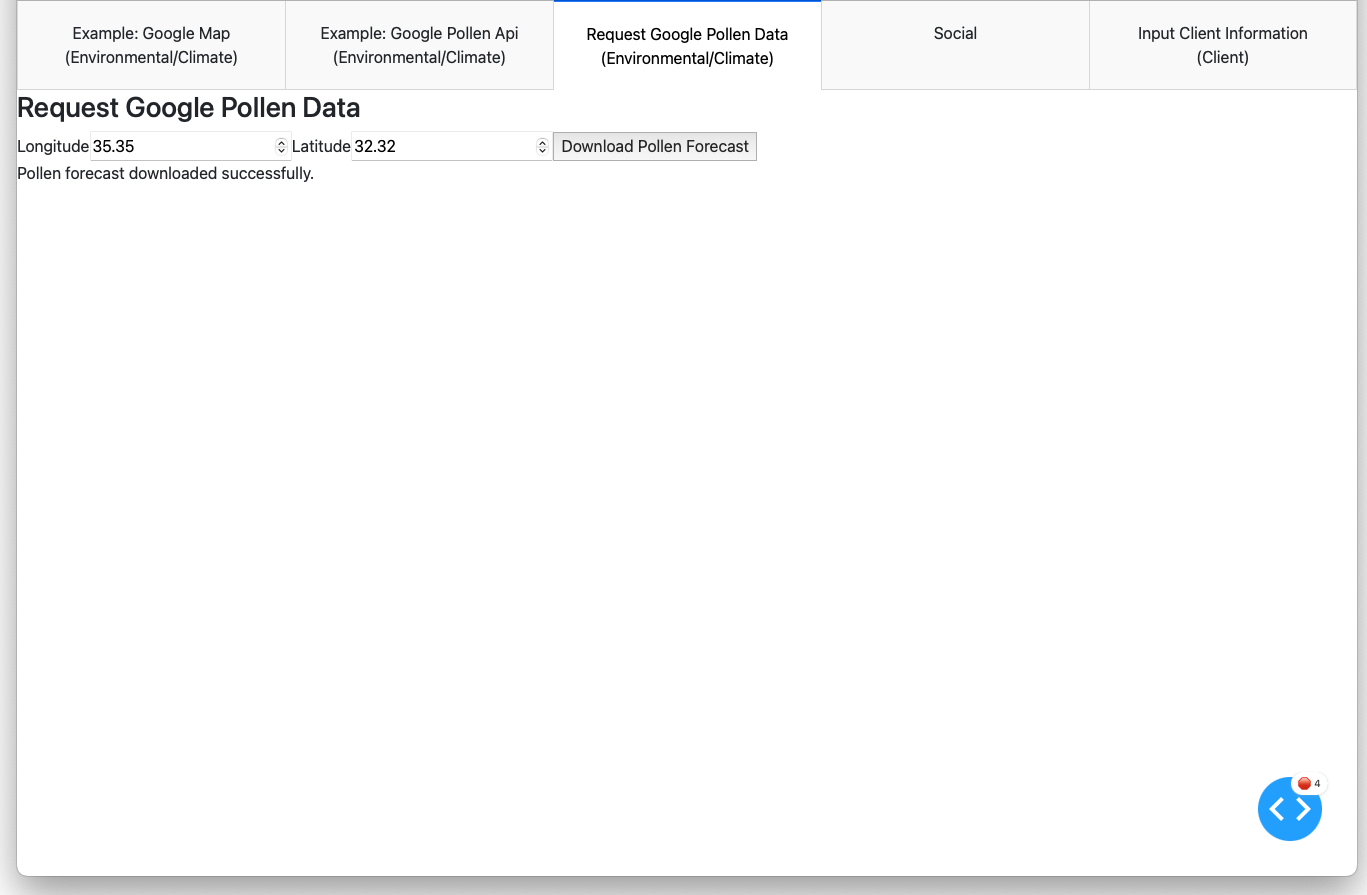 Example: Google Map
(Environmental/Climate)
Example: Google Pollen Api
(Environmental/Climate)
Request Google Pollen Data
(Environmental/Climate)
Social
Input Client Information
(Client)
Request Google Pollen Data
Longitude 35.35 Latitude 32.32 Download Pollen Forecast
Pollen forecast downloaded successfully.
4